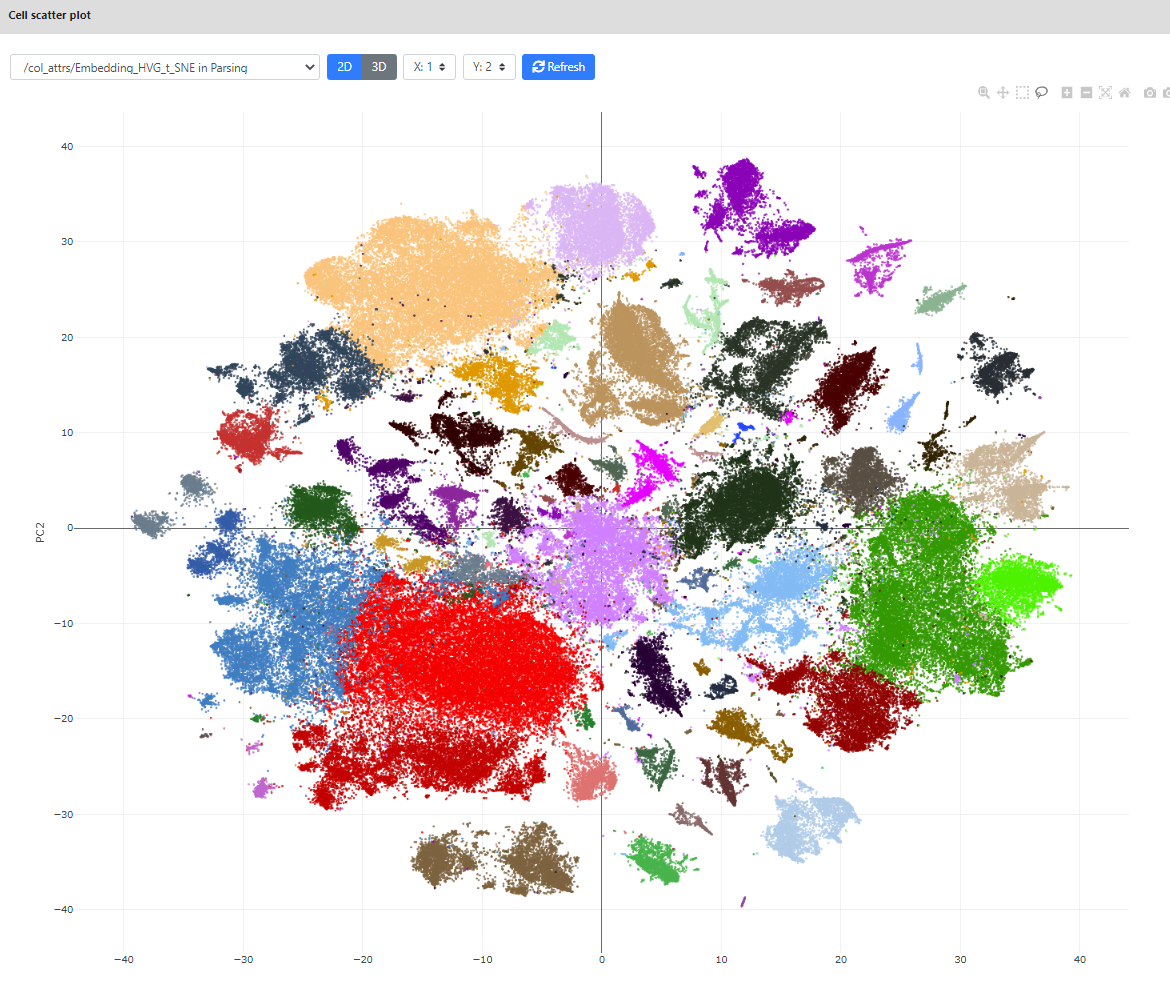 Cell scatter plot
/col_attrs/Embedding_HVG_t_SNE in Parsing 2D 3D X: 1 Y: 2 Refresh
40
30
20
10
0
−10
−20
−30
−40
PC2
−40 −30 −20 −10 0 10 20 30 40